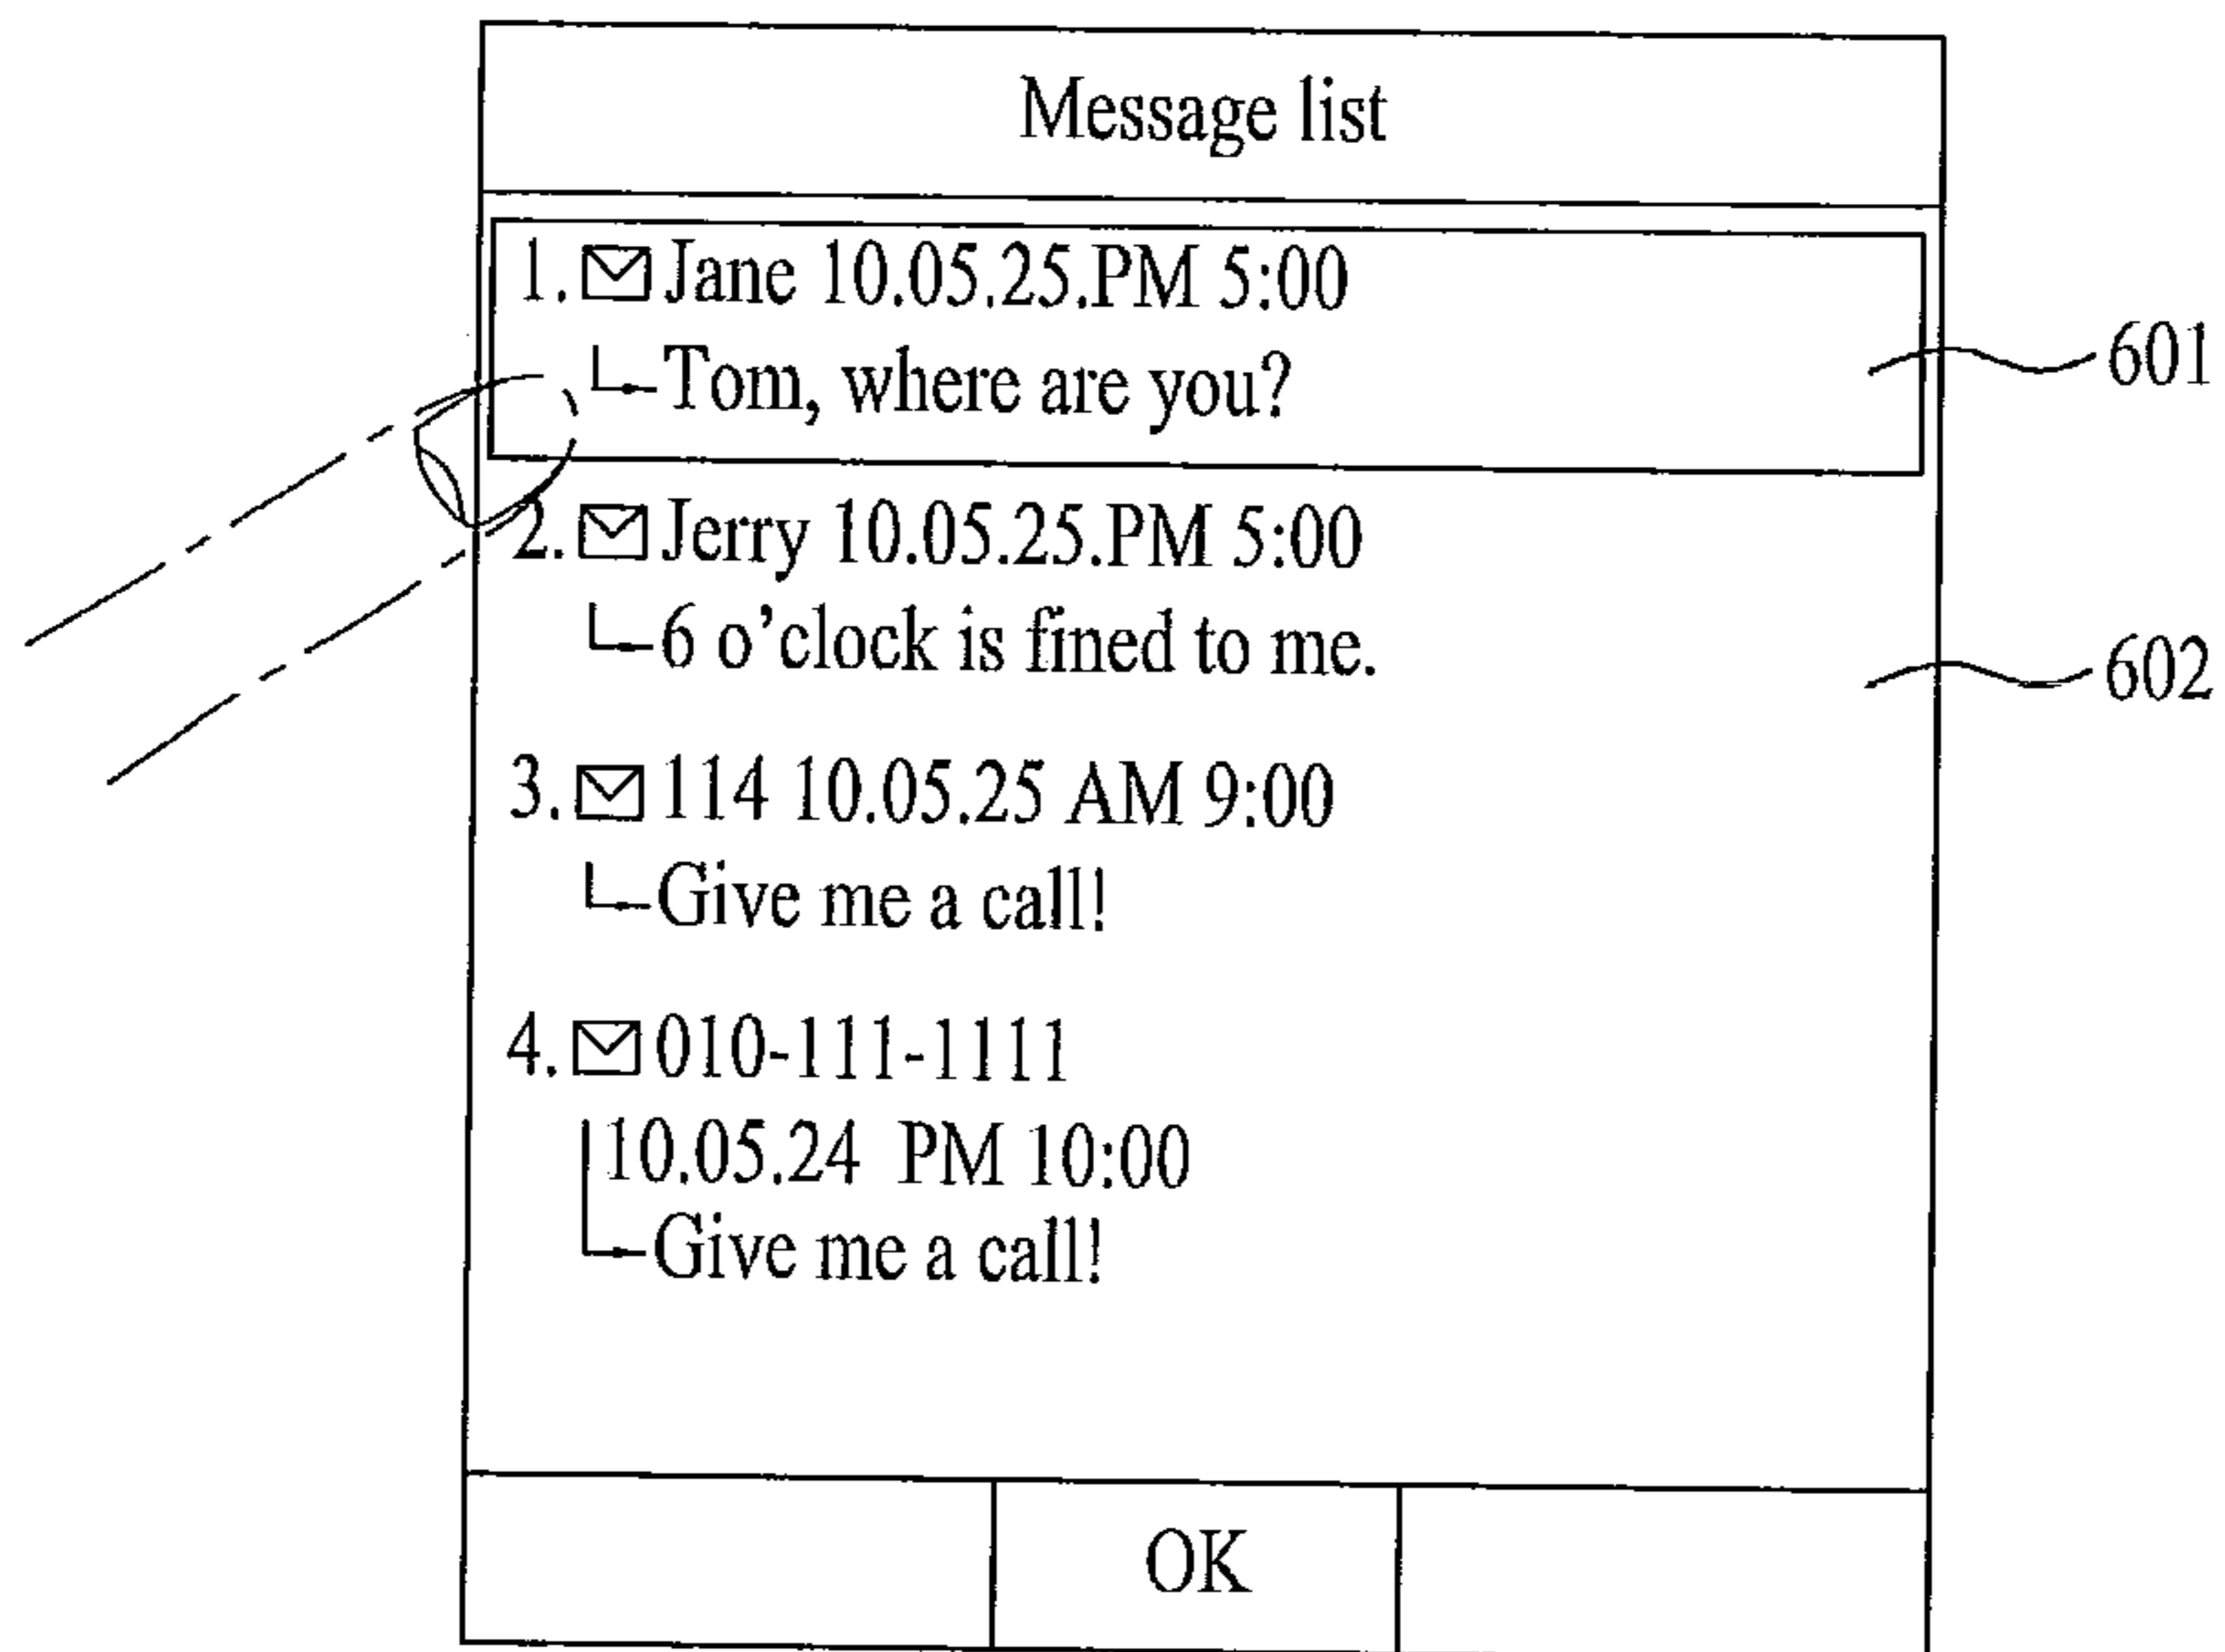 Message list
1. Jane 10.05.25.PM 5:00
Tom, where are you?
601
2. Jerry 10.05.25.PM 5:00
6 o'clock is fined to me.
602
3. 114 10.05.25 AM 9:00
Give me a call!
4. 010-111-1111
10.05.24 PM 10:00
Give me a call!
OK